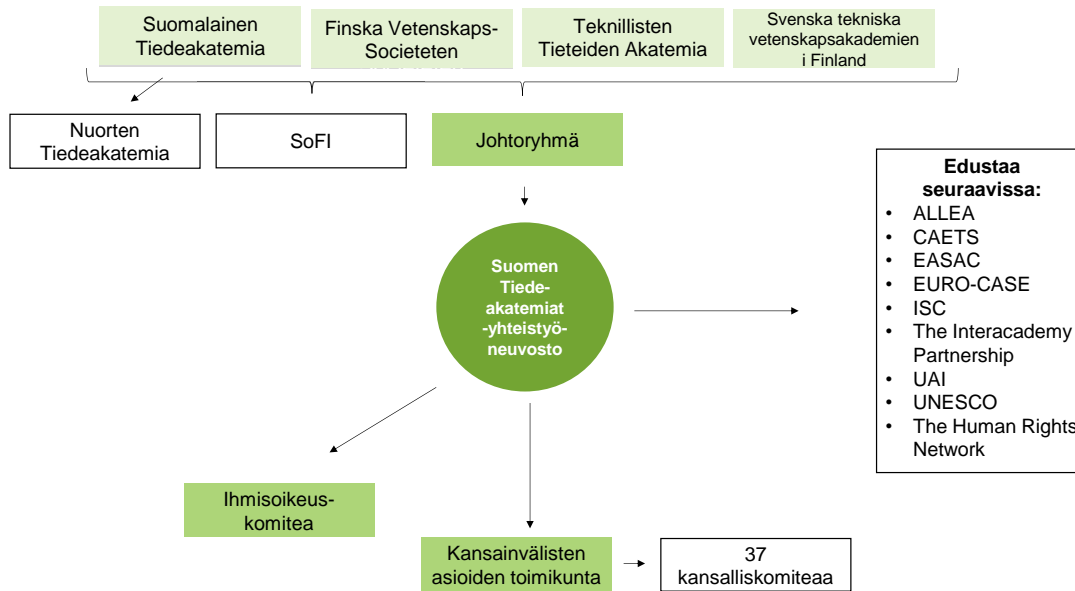 Suomalainen
Tiedeakatemia
Finska Vetenskaps-
Societeten
Teknillisten
Tieteiden Akatemia
Svenska tekniska
vetenskapsakademien
i Finland
Nuorten
Tiedeakatemia
SoFI
Johtoryhmä
Edustaa
seuraavissa:
• ALLEA
• CAETS
• EASAC
• EURO-CASE
• ISC
• The Interacademy
Partnership
• UAI
• UNESCO
• The Human Rights
Network
Suomen
Tiede-
akatemiat
-yhteistyö-
neuvosto
Ihmisoikeus-
komitea
Kansainvälisten
asioiden toimikunta
37
kansalliskomiteaa